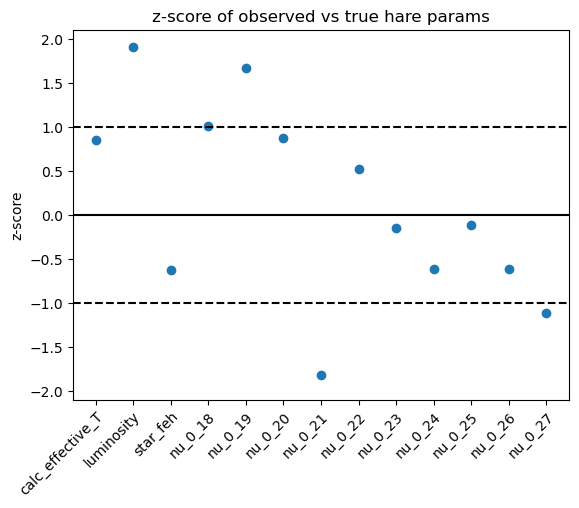 z-score of observed vs true hare params
z-score
2.0
1.5
1.0
0.5
0.0
−0.5
−1.0
−1.5
−2.0
calc_effective_T
luminosity
star_feh
nu_0_18
nu_0_19
nu_0_20
nu_0_21
nu_0_22
nu_0_23
nu_0_24
nu_0_25
nu_0_26
nu_0_27